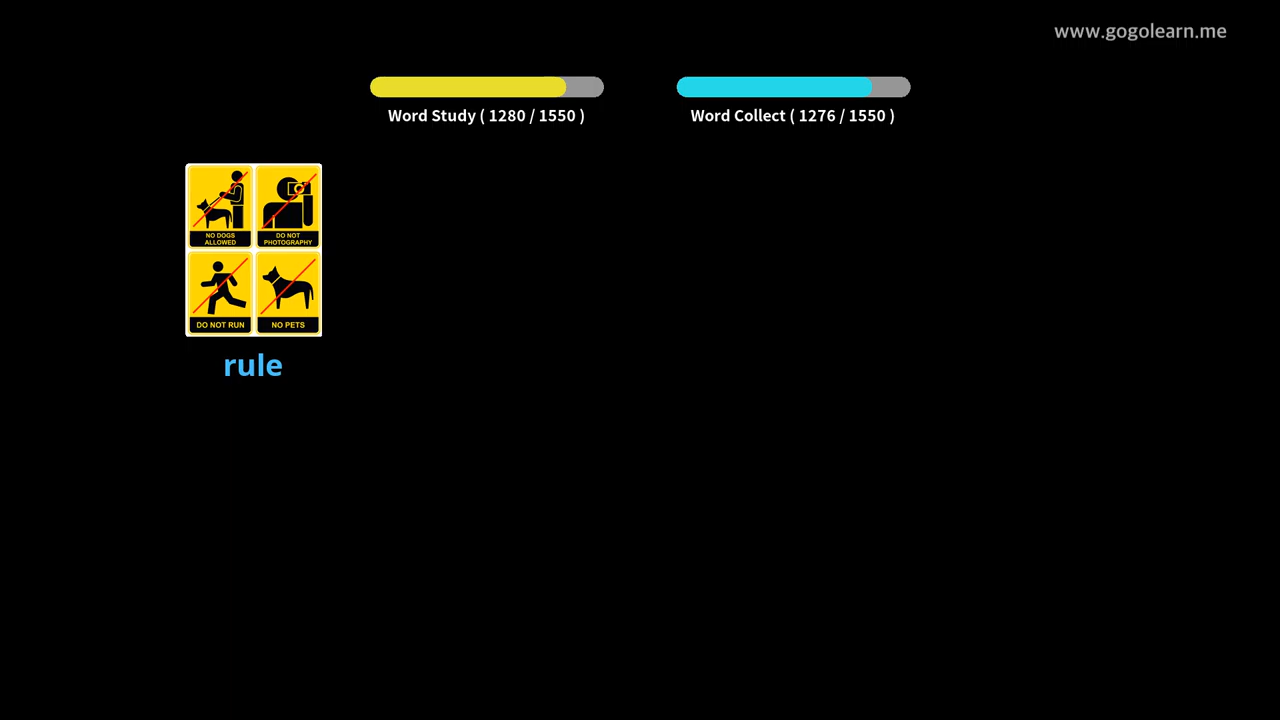 www.gogolearn.me
Word Study ( 1280 / 1550 )
Word Collect ( 1276 / 1550 )
NO DOGS
ALLOWED
DO NOT
PHOTOGRAPHY
DO NOT RUN
NO PETS
rule